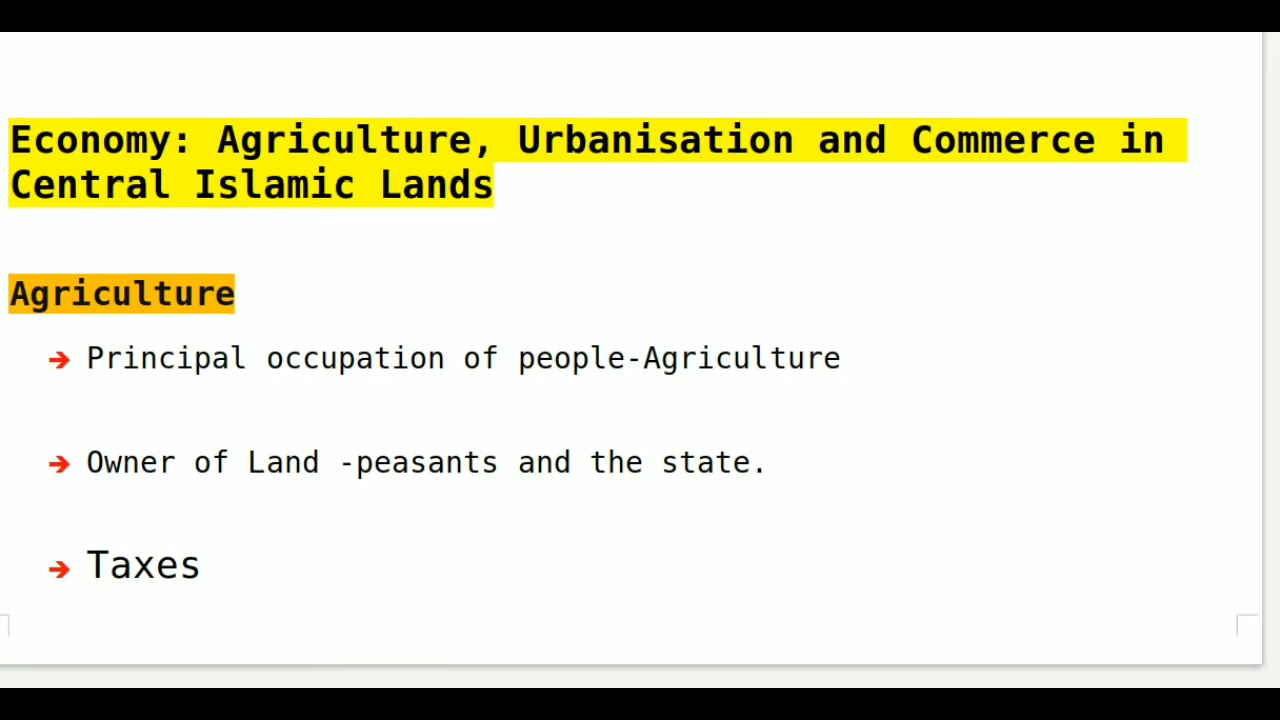 Economy: Agriculture, Urbanisation and Commerce in
Central Islamic Lands
Agriculture
➔ Principal occupation of people-Agriculture
➔ Owner of Land -peasants and the state.
➔ Taxes